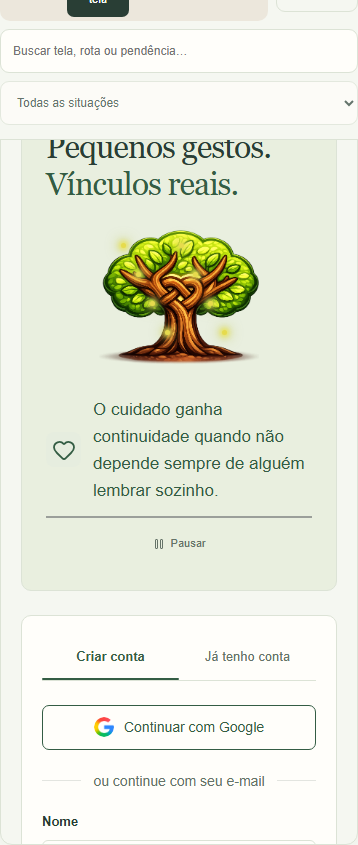 tela
Buscar tela, rota ou pendência…
Todas as situações
Pequenos gestos.
Vínculos reais.
O cuidado ganha
continuidade quando não
depende sempre de alguém
lembrar sozinho.
Pausar
Criar conta
Já tenho conta
Continuar com Google
ou continue com seu e-mail
Nome